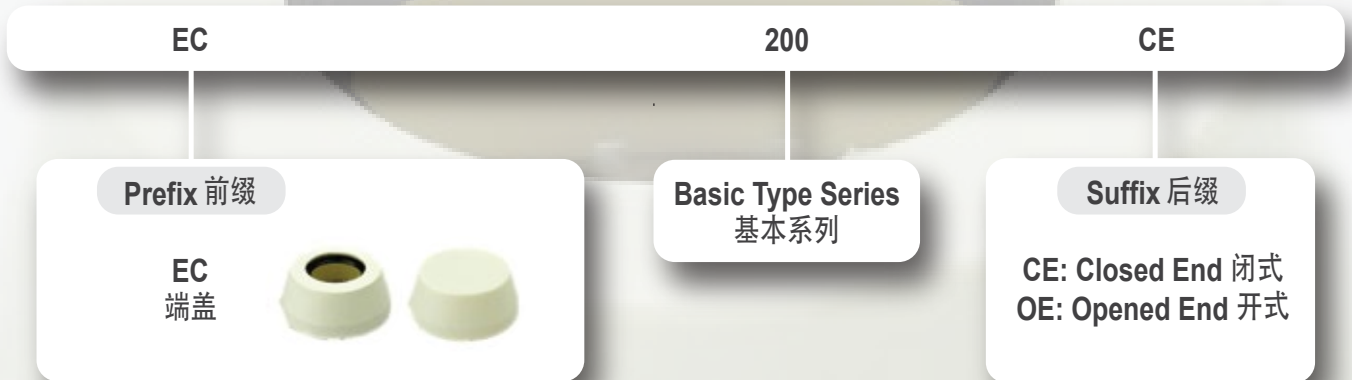 EC 200 CE
Prefix 前缀
EC
端盖
Basic Type Series
基本系列
Suffix 后缀
CE: Closed End 闭式
OE: Opened End 开式